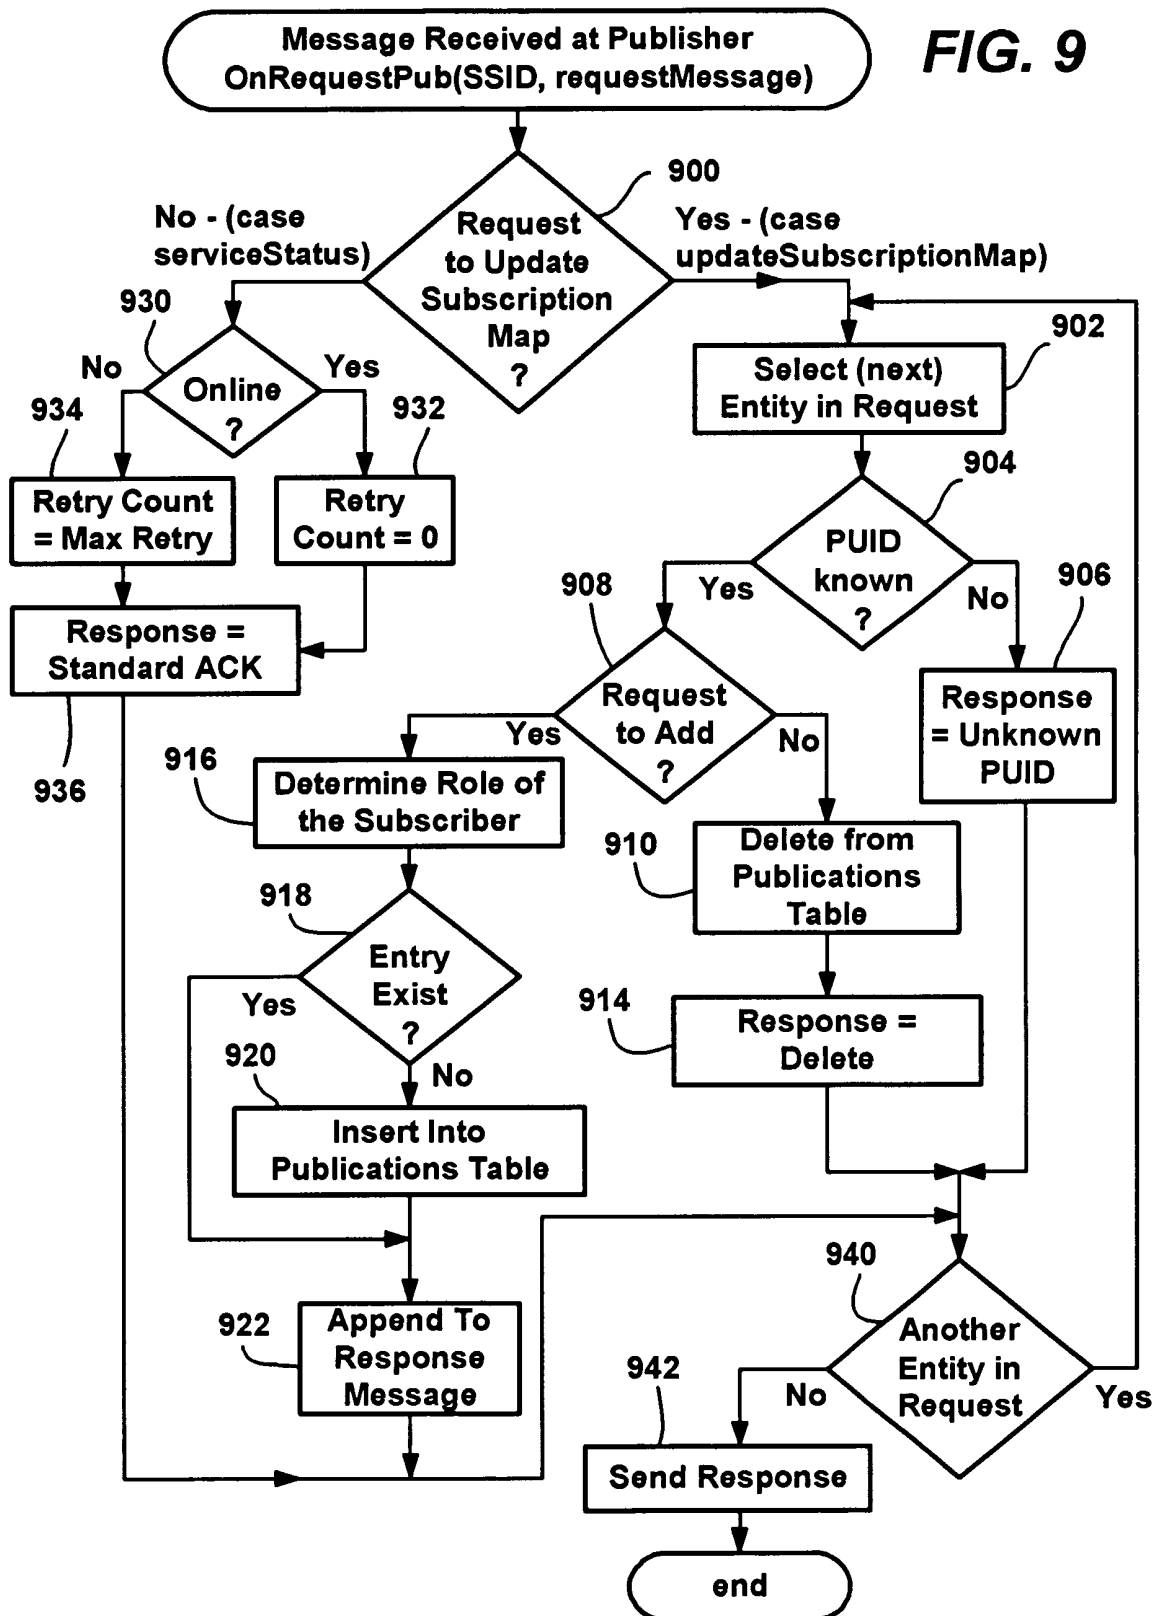 Message Received at Publisher
OnRequestPub(SSID, requestMessage)
FIG. 9
900
No - (case
serviceStatus)
Request
to Update
Subscription
Map
?
Yes - (case
updateSubscriptionMap)
930
No
Online
?
Yes
902
Select (next)
Entity in Request
934
932
Retry Count
= Max Retry
Retry
Count = 0
904
PUID
known
?
Yes
No
908
906
Response =
Standard ACK
936
Request
to Add
?
Yes
No
Response
= Unknown
PUID
916
Determine Role of
the Subscriber
910
Delete from
Publications
Table
918
Entry
Exist
?
Yes
No
914
Response =
Delete
920
Insert Into
Publications Table
922
Append To
Response
Message
940
Another
Entity in
Request
No
Yes
942
Send Response
end